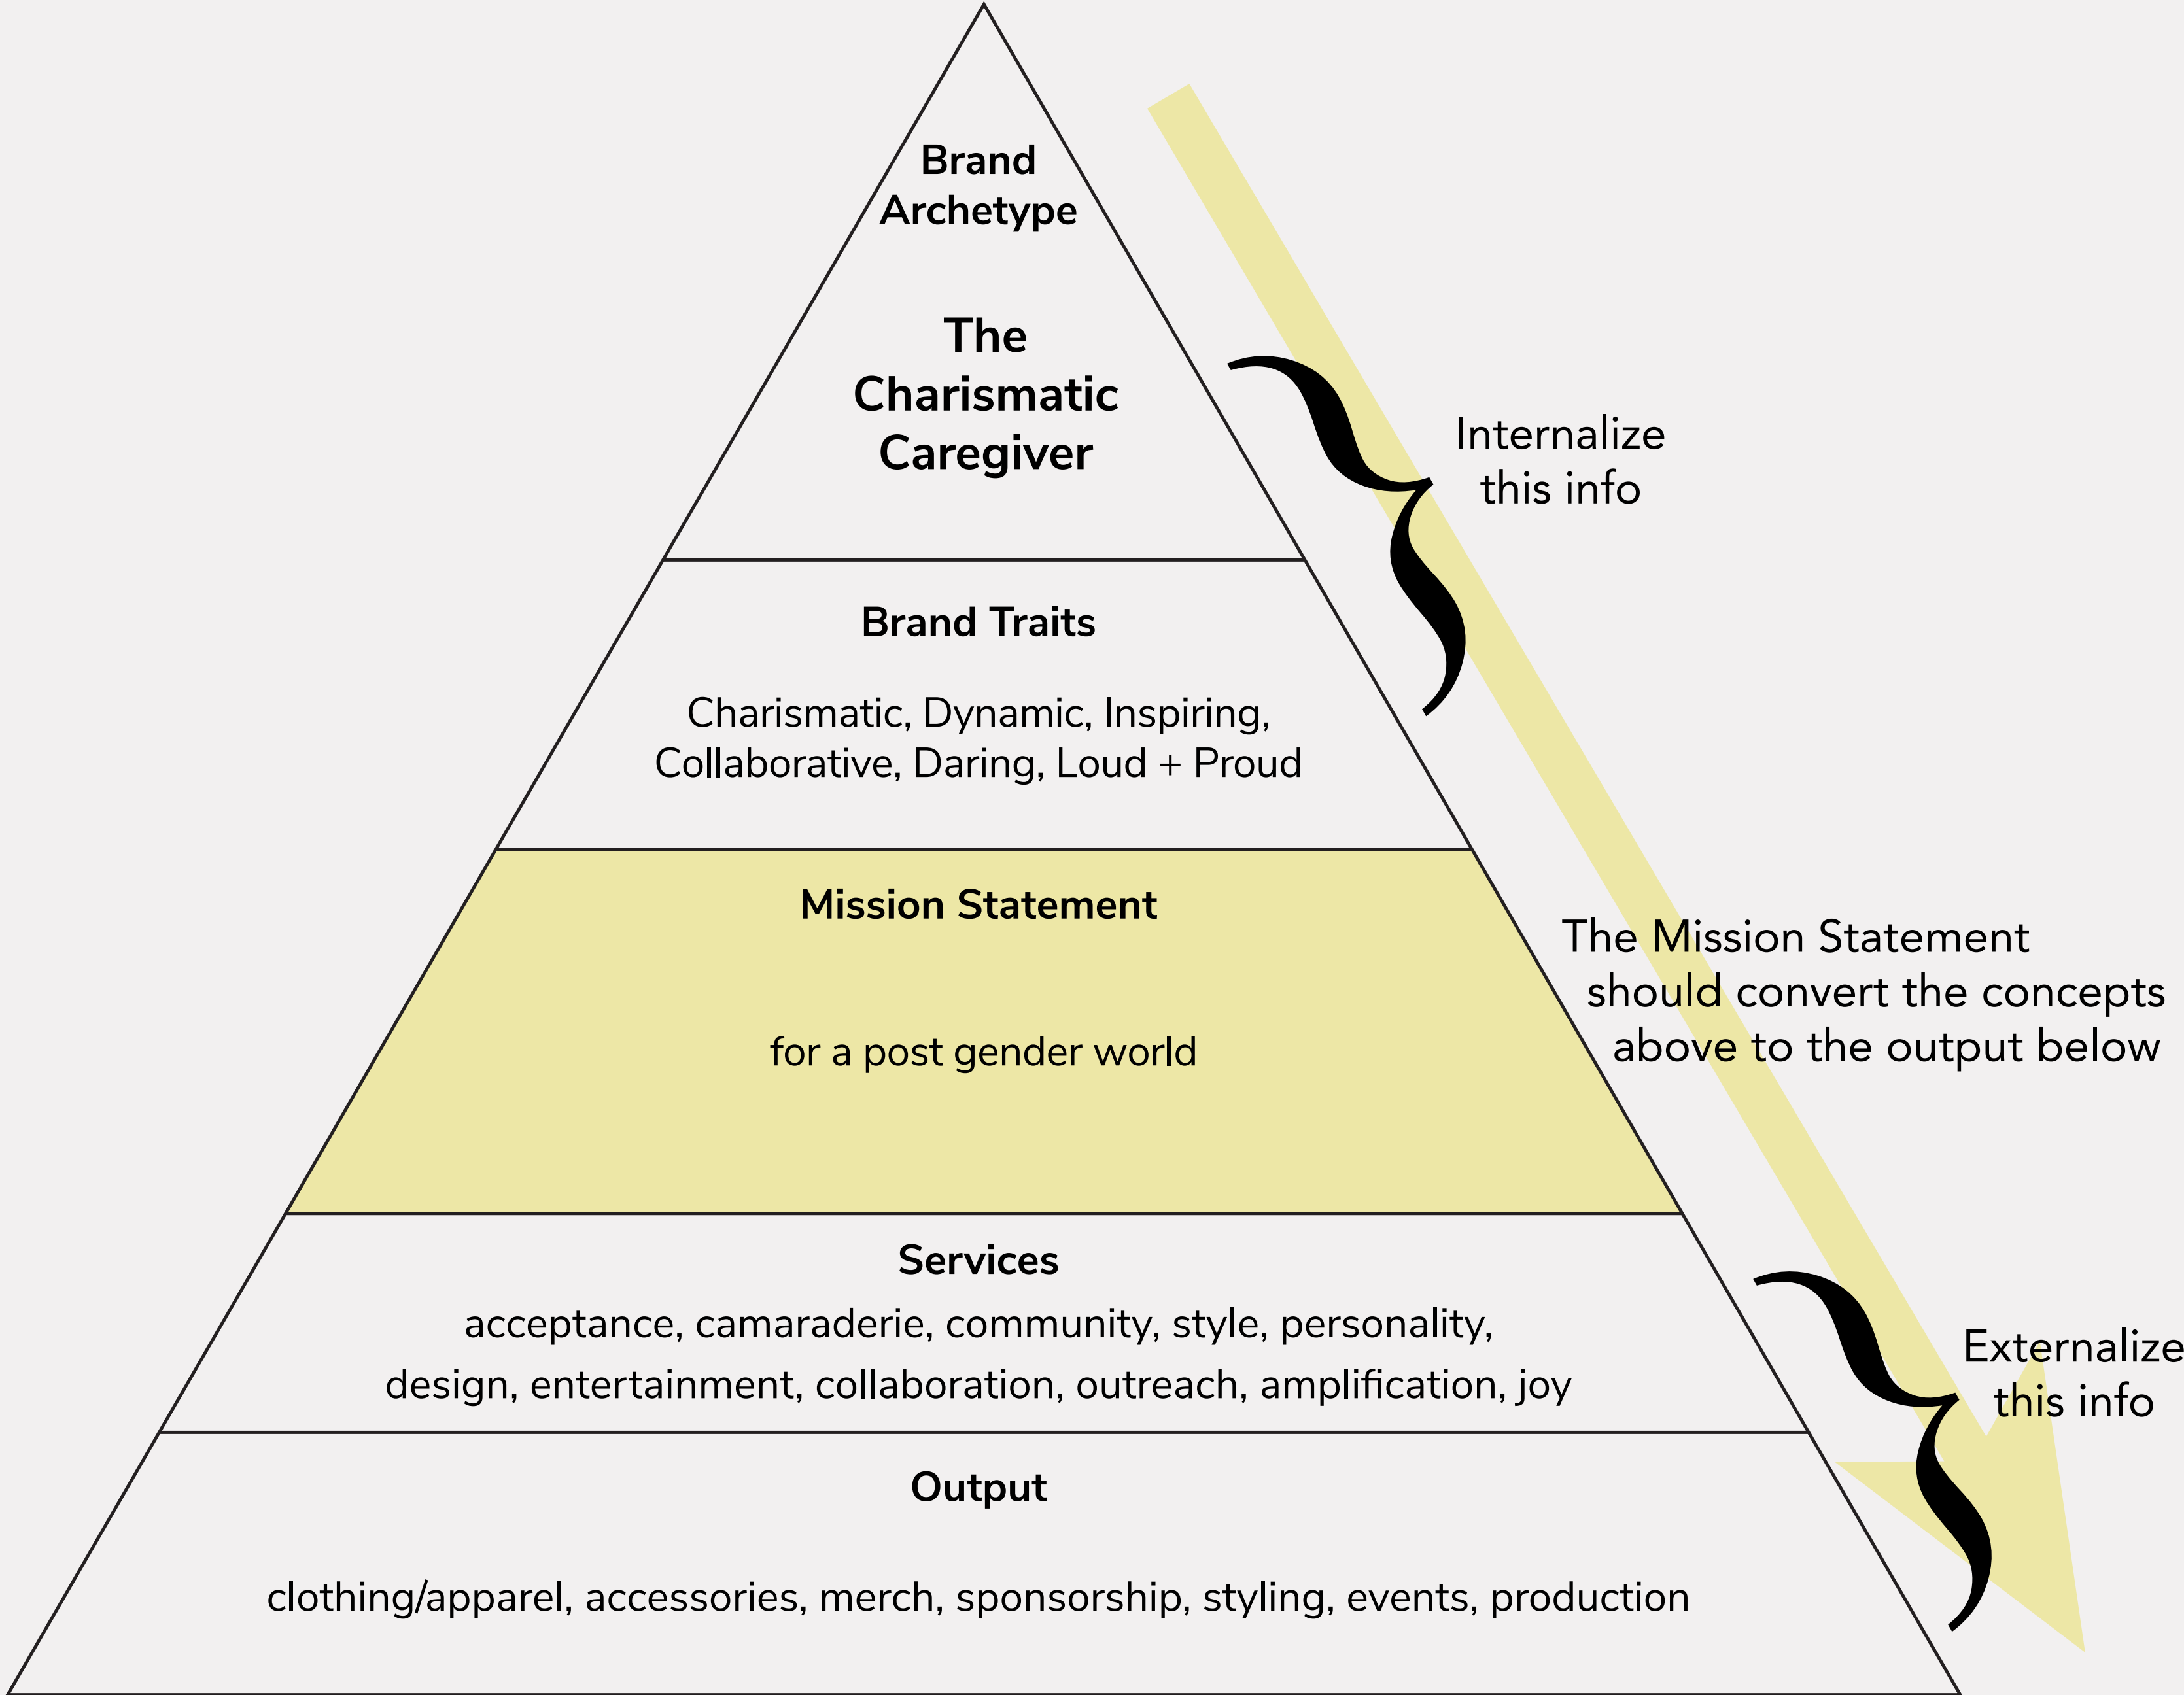 Brand
Archetype
The
Charismatic
Caregiver
Internalize
this info
Brand Traits
Charismatic, Dynamic, Inspiring,
Collaborative, Daring, Loud + Proud
Mission Statement
for a post gender world
The Mission Statement
should convert the concepts
above to the output below
Services
acceptance, camaraderie, community, style, personality,
design, entertainment, collaboration, outreach, amplification, joy
Externalize
this info
Output
clothing/apparel, accessories, merch, sponsorship, styling, events, production